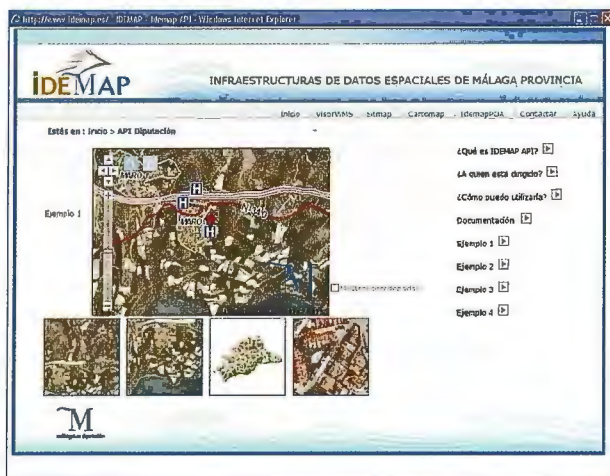 http://www.idemap.es/ IDEMAP - Idemap API - Windows Internet Explorer
IDEMAP
INFRAESTRUCTURAS DE DATOS ESPACIALES DE MÁLAGA PROVINCIA
Inicio VisorWMS Sitmap Cartomap IdemapPDA Contactar Ayuda
Estás en : Inicio > API Diputación
¿Qué es IDEMAP API?
¿A quien está dirigido?
¿Cómo puedo utilizarla?
Documentación
Ejemplo 1
Ejemplo 2
Ejemplo 3
Ejemplo 4
Ejemplo 1
MARO
H
MARO
H
M